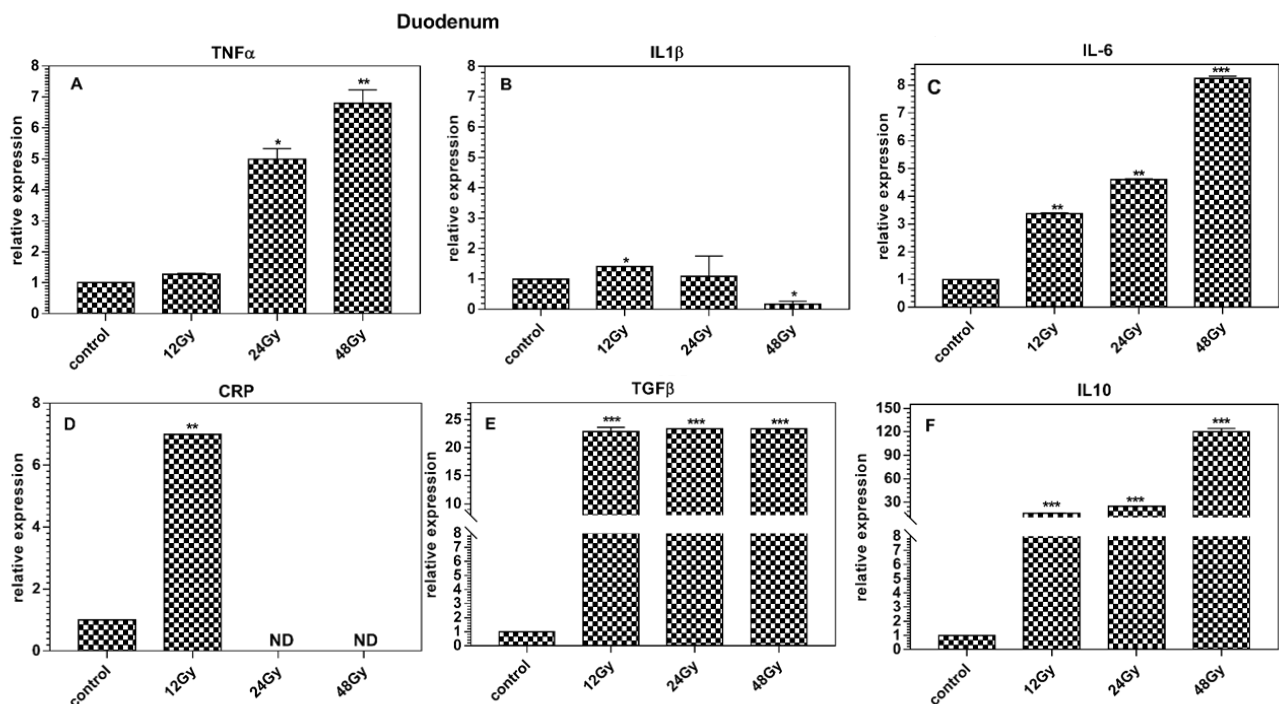 Duodenum
TNFα
A
relative expression
8
7
6
5
4
3
2
1
0
*
**
control
12Gy
24Gy
48Gy
IL1β
B
relative expression
8
7
6
5
4
3
2
1
0
*
*
control
12Gy
24Gy
48Gy
IL-6
C
relative expression
8
7
6
5
4
3
2
1
0
**
**
***
control
12Gy
24Gy
48Gy
CRP
D
relative expression
8
6
4
2
0
**
ND
ND
control
12Gy
24Gy
48Gy
TGFβ
E
relative expression
25
20
15
10
8
7
6
5
4
3
2
1
0
***
***
***
control
12Gy
24Gy
48Gy
IL10
F
relative expression
150
120
90
60
30
8
7
6
5
4
3
2
1
0
***
***
***
control
12Gy
24Gy
48Gy